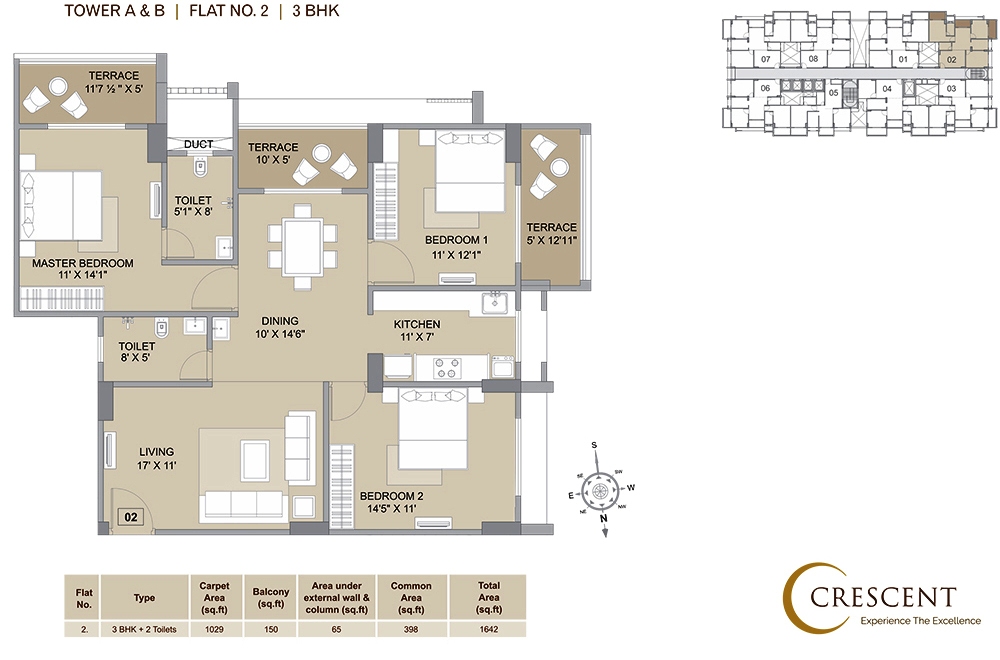 TOWER A & B | FLAT NO. 2 | 3 BHK
07
08
01
02
06
05
04
03
TERRACE
11'7 ½ " X 5'
DUCT
TERRACE
10' X 5'
TOILET
5'1" X 8'
TERRACE
5' X 12'11"
BEDROOM 1
11' X 12'1"
MASTER BEDROOM
11' X 14'1"
DINING
10' X 14'6"
KITCHEN
11' X 7'
TOILET
8' X 5'
LIVING
17' X 11'
BEDROOM 2
14'5" X 11'
02
S
SE
SW
E
W
NE
NW
N
Flat No.
Type
Carpet Area (sq.ft)
Balcony (sq.ft)
Area under external wall & column (sq.ft)
Common Area (sq.ft)
Total Area (sq.ft)
2. 3 BHK + 2 Toilets 1029 150 65 398 1642
CRESCENT
Experience The Excellence